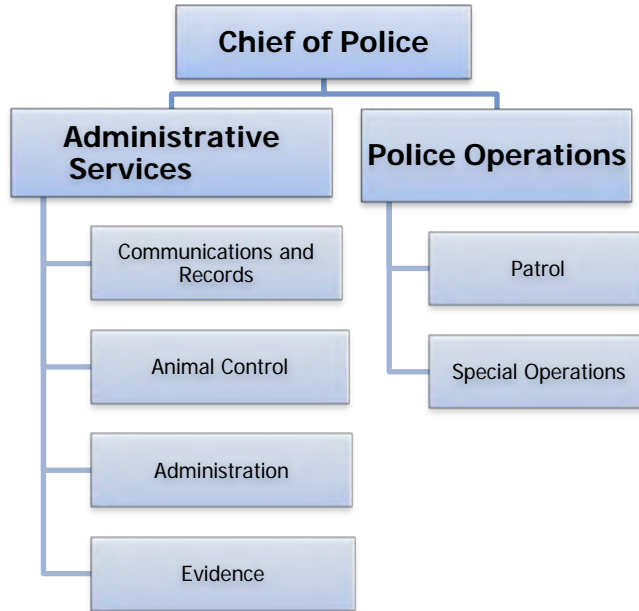 Chief of Police
Administrative
Services
Police Operations
Communications and
Records
Patrol
Animal Control
Special Operations
Administration
Evidence